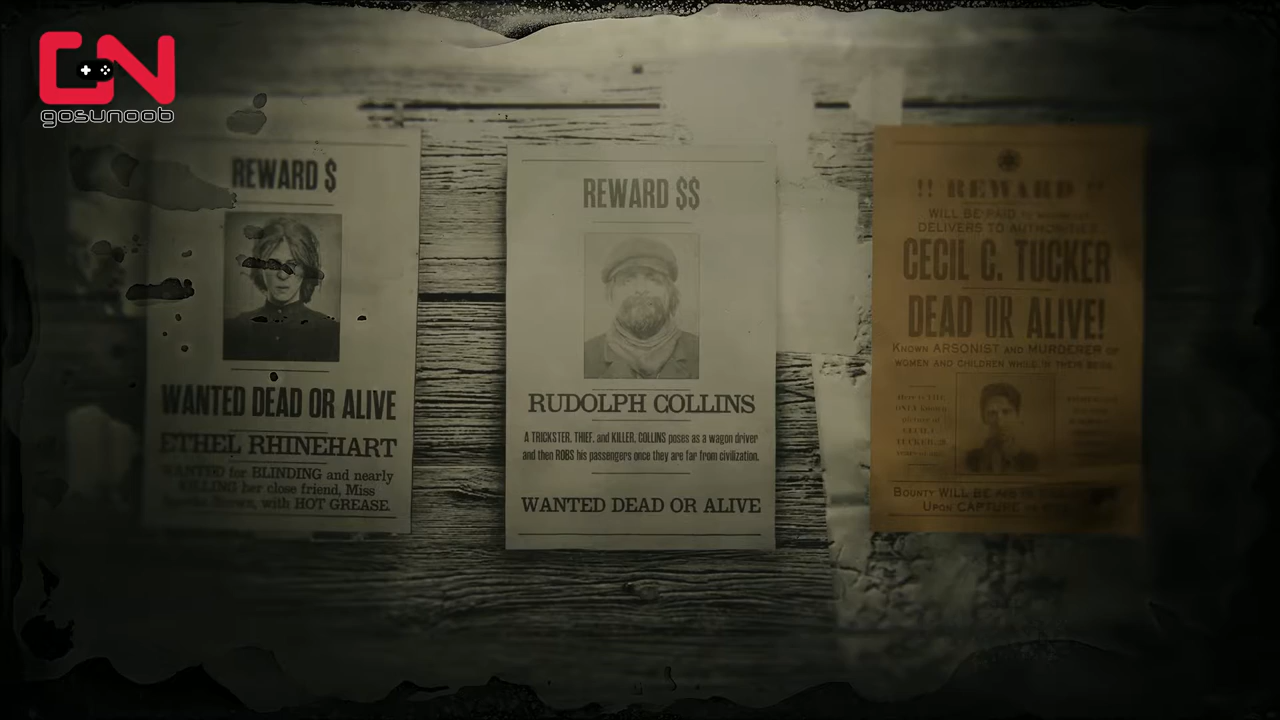 gosunoob
REWARD $
WANTED DEAD OR ALIVE
ETHEL RHINEHART
WANTED for BLINDING and nearly
KILLING her close friend, Miss
with HOT GREASE.
REWARD $$
RUDOLPH COLLINS
A TRICKSTER, THIEF, and KILLER, COLLINS poses as a wagon driver
and then ROBS his passengers once they are far from civilization.
WANTED DEAD OR ALIVE
!! REWARD !!
WILL BE PAID TO
DELIVERS TO AUTHORITIES
CECIL C. TUCKER
DEAD OR ALIVE!
KNOWN ARSONIST AND MURDERER OF
WOMEN AND CHILDREN WHILE IN THEIR BEDS.
BOUNTY WILL BE
UPON CAPTURE